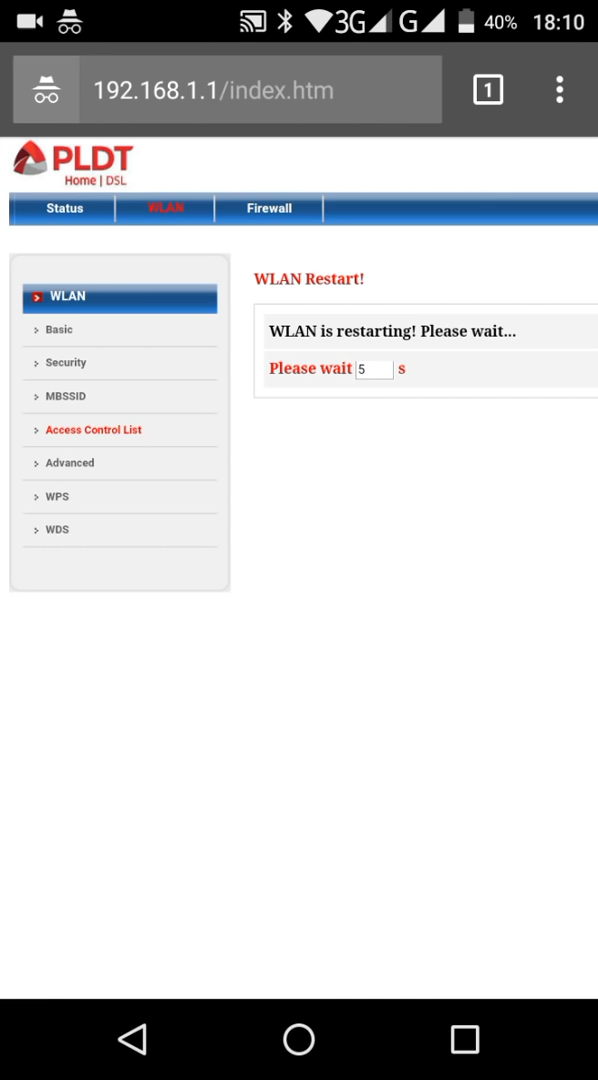 3G G 40% 18:10
192.168.1.1/index.htm 1
PLDT
Home | DSL
Status WLAN Firewall
WLAN
Basic
Security
MBSSID
Access Control List
Advanced
WPS
WDS
WLAN Restart!
WLAN is restarting! Please wait...
Please wait 5 s